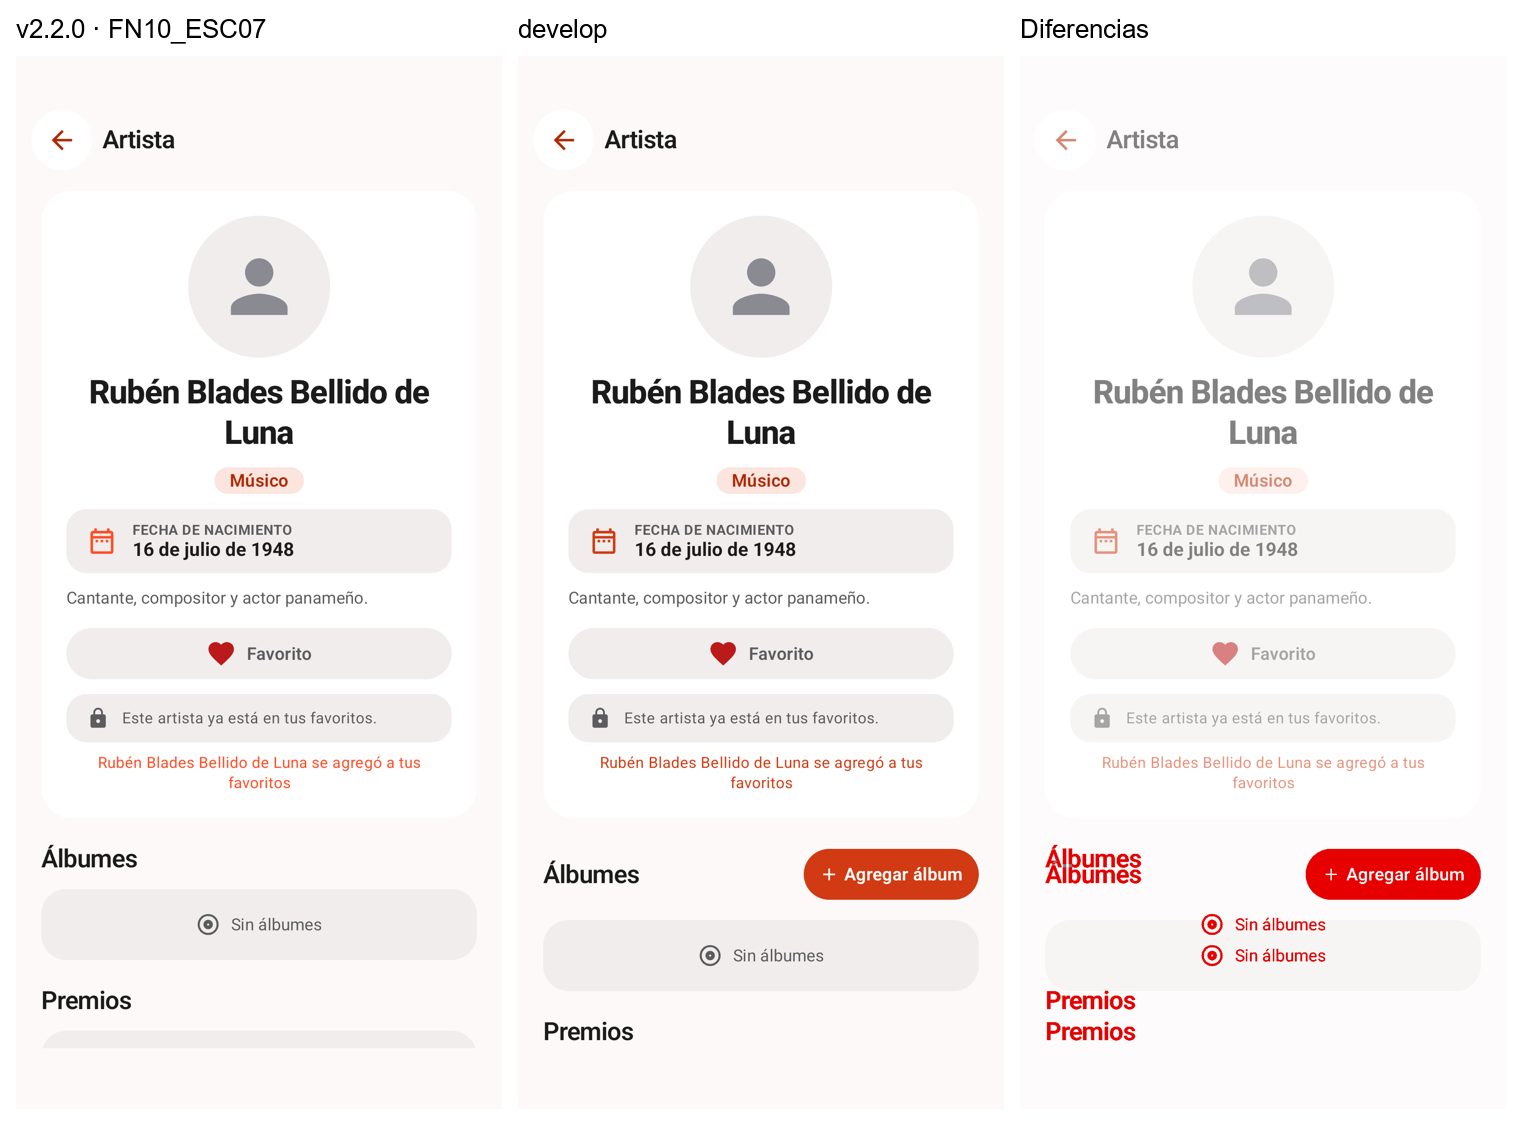 v2.2.0 · FN10_ESC07
Artista
Rubén Blades Bellido de
Luna
Músico
FECHA DE NACIMIENTO
16 de julio de 1948
Cantante, compositor y actor panameño.
Favorito
Este artista ya está en tus favoritos.
Rubén Blades Bellido de Luna se agregó a tus
favoritos
Álbumes
Sin álbumes
Premios
develop
Artista
Rubén Blades Bellido de
Luna
Músico
FECHA DE NACIMIENTO
16 de julio de 1948
Cantante, compositor y actor panameño.
Favorito
Este artista ya está en tus favoritos.
Rubén Blades Bellido de Luna se agregó a tus
favoritos
Álbumes
+ Agregar álbum
Sin álbumes
Premios
Diferencias
Artista
Rubén Blades Bellido de
Luna
Músico
FECHA DE NACIMIENTO
16 de julio de 1948
Cantante, compositor y actor panameño.
Favorito
Este artista ya está en tus favoritos.
Rubén Blades Bellido de Luna se agregó a tus
favoritos
Álbumes
Álbumes
+ Agregar álbum
Sin álbumes
Sin álbumes
Premios
Premios